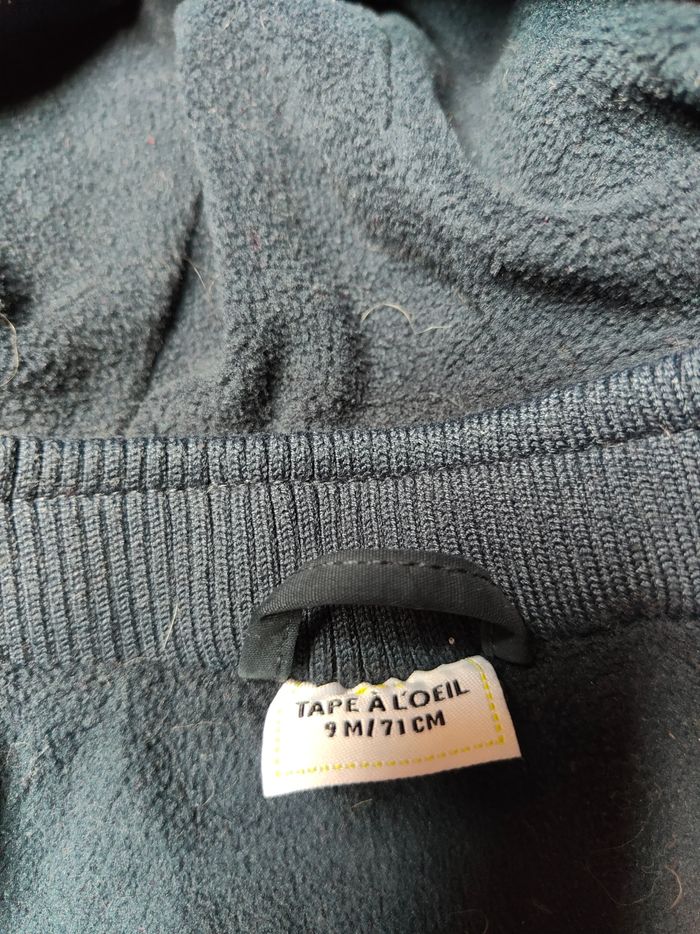 TAPE À L'OEIL
9 M/71 CM